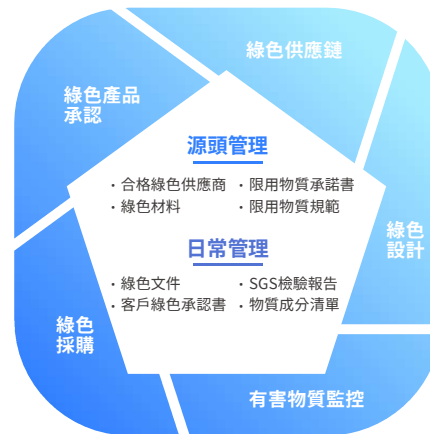 綠色供應鏈
綠色產品
承認
源頭管理
・合格綠色供應商 ・限用物質承諾書
・綠色材料 ・限用物質規範
綠色
設計
日常管理
・綠色文件 ・SGS檢驗報告
・客戶綠色承認書 ・物質成分清單
綠色
採購
有害物質監控